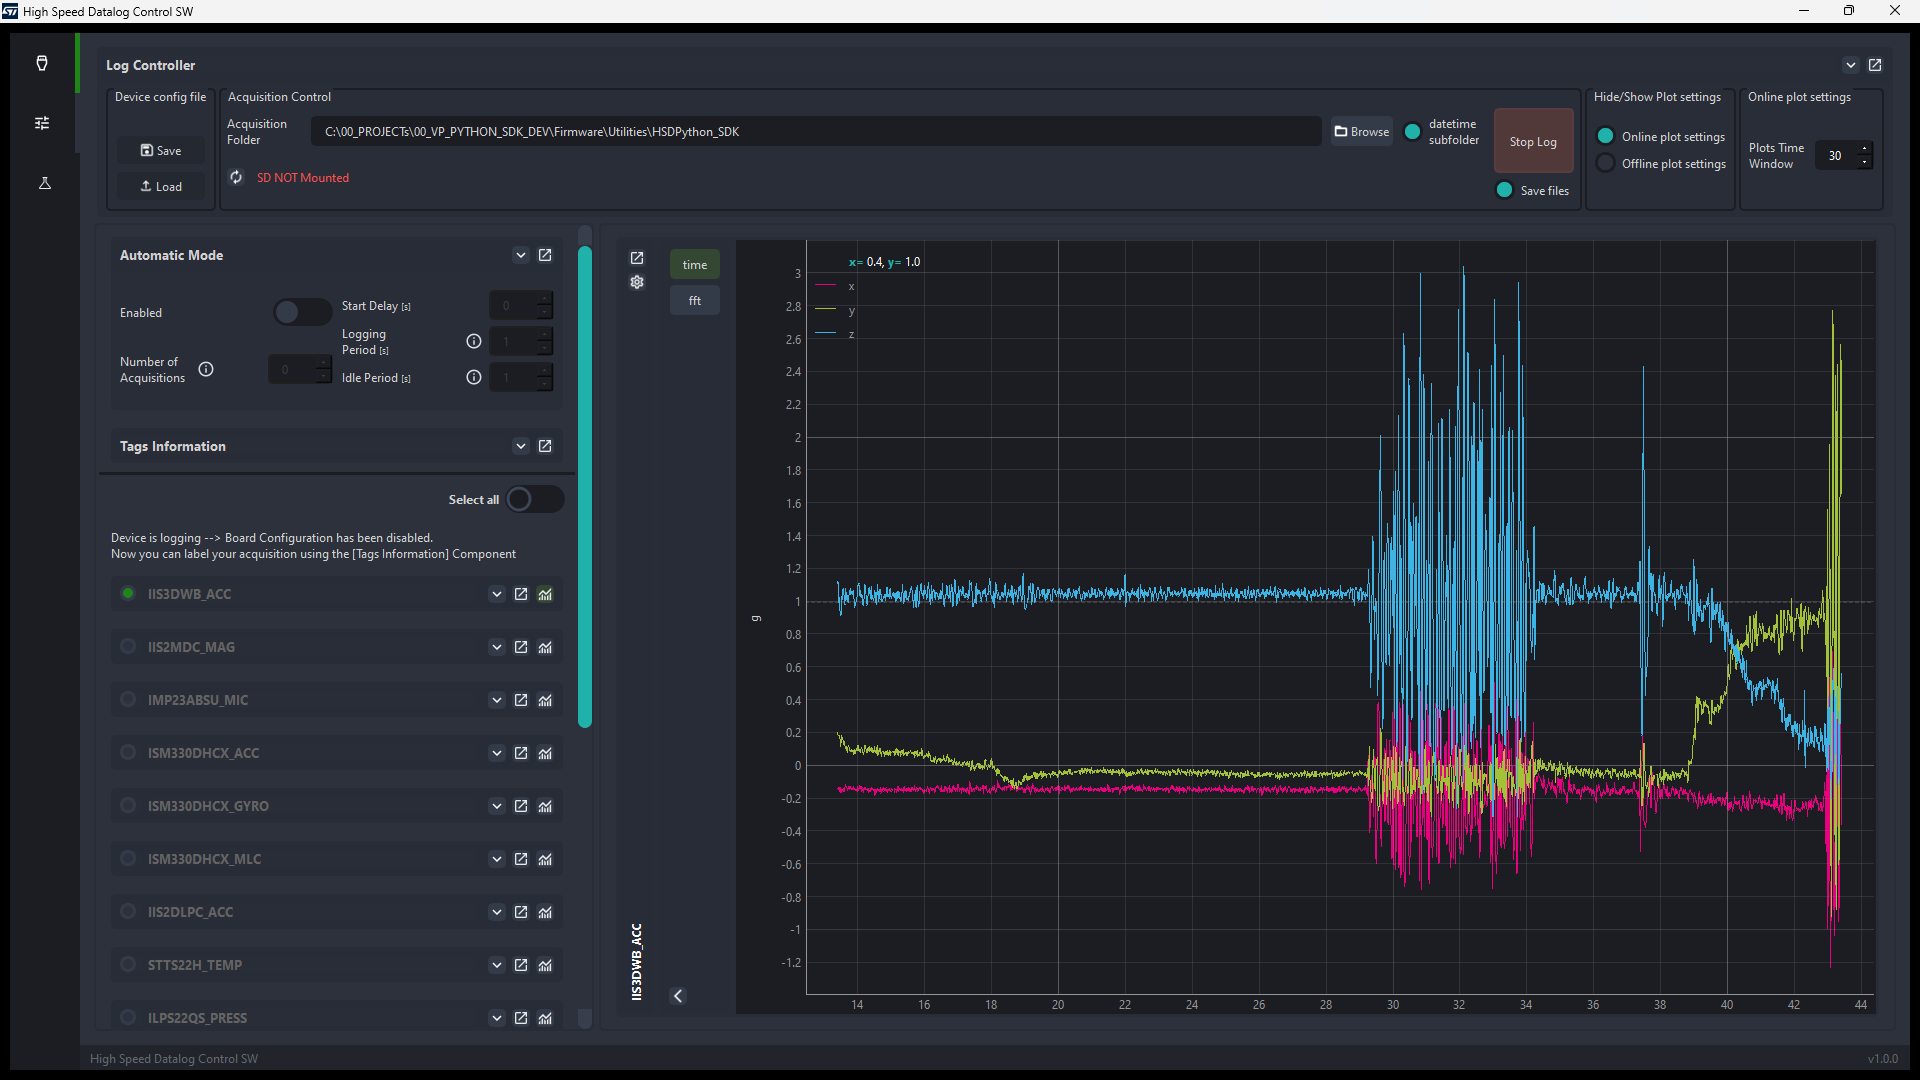 High Speed Datalog Control SW
Log Controller
Device config file
Save
Load
Acquisition Control
Acquisition
Folder
C:\00_PROJECTs\00_VP_PYTHON_SDK_DEV\Firmware\Utilities\HSDPython_SDK
Browse
datetime
subfolder
SD NOT Mounted
Stop Log
Save files
Hide/Show Plot settings
Online plot settings
Offline plot settings
Online plot settings
Plots Time
Window
30
Automatic Mode
Enabled
Start Delay [s]
0
Logging
Period [s]
1
Number of
Acquisitions
0
Idle Period [s]
1
Tags Information
Select all
Device is logging --> Board Configuration has been disabled.
Now you can label your acquisition using the [Tags Information] Component
IIS3DWB_ACC
IIS2MDC_MAG
IMP23ABSU_MIC
ISM330DHCX_ACC
ISM330DHCX_GYRO
ISM330DHCX_MLC
IIS2DLPC_ACC
STTS22H_TEMP
ILPS22QS_PRESS
time
fft
IIS3DWB_ACC
x= 0.4, y= 1.0
x
y
z
g
3
2.8
2.6
2.4
2.2
2
1.8
1.6
1.4
1.2
1
0.8
0.6
0.4
0.2
0
-0.2
-0.4
-0.6
-0.8
-1
-1.2
14 16 18 20 22 24 26 28 30 32 34 36 38 40 42 44
High Speed Datalog Control SW
v1.0.0